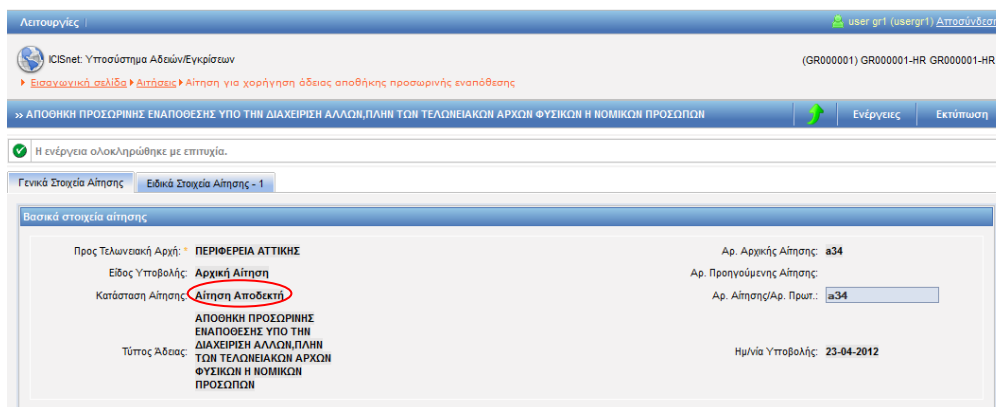 Λειτουργίες
user gr1 (usergr1) Αποσύνδεση
ICISnet: Υποσύστημα Αδειών/Εγκρίσεων
(GR000001) GR000001-HR GR000001-HR
Εισαγωγική σελίδα Αιτήσεις Αίτηση για χορήγηση άδειας αποθήκης προσωρινής εναπόθεσης
» ΑΠΟΘΗΚΗ ΠΡΟΣΩΡΙΝΗΣ ΕΝΑΠΟΘΕΣΗΣ ΥΠΟ ΤΗΝ ΔΙΑΧΕΙΡΙΣΗ ΑΛΛΩΝ,ΠΛΗΝ ΤΩΝ ΤΕΛΩΝΕΙΑΚΩΝ ΑΡΧΩΝ ΦΥΣΙΚΩΝ Η ΝΟΜΙΚΩΝ ΠΡΟΣΩΠΩΝ
Ενέργειες
Εκτύπωση
Η ενέργεια ολοκληρώθηκε με επιτυχία.
Γενικά Στοιχεία Αίτησης
Ειδικά Στοιχεία Αίτησης - 1
Βασικά στοιχεία αίτησης
Προς Τελωνειακή Αρχή: * ΠΕΡΙΦΕΡΕΙΑ ΑΤΤΙΚΗΣ
Αρ. Αρχικής Αίτησης: a34
Είδος Υποβολής: Αρχική Αίτηση
Αρ. Προηγούμενης Αίτησης:
Κατάσταση Αίτησης: Αίτηση Αποδεκτή
Αρ. Αίτησης/Αρ. Πρωτ.: a34
Τύπος Άδειας:
ΑΠΟΘΗΚΗ ΠΡΟΣΩΡΙΝΗΣ
ΕΝΑΠΟΘΕΣΗΣ ΥΠΟ ΤΗΝ
ΔΙΑΧΕΙΡΙΣΗ ΑΛΛΩΝ,ΠΛΗΝ
ΤΩΝ ΤΕΛΩΝΕΙΑΚΩΝ ΑΡΧΩΝ
ΦΥΣΙΚΩΝ Η ΝΟΜΙΚΩΝ
ΠΡΟΣΩΠΩΝ
Ημ/νία Υποβολής: 23-04-2012